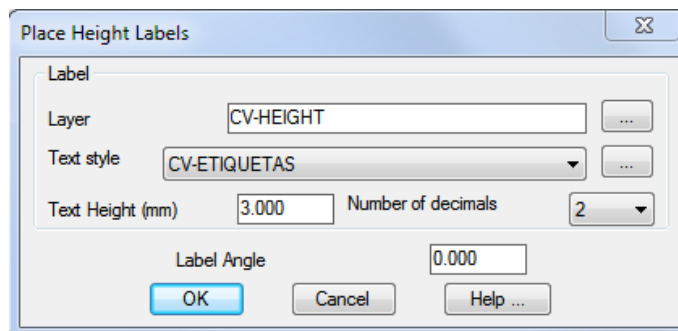 Place Height Labels
Label
Layer CV-HEIGHT ...
Text style CV-ETIQUETAS ...
Text Height (mm) 3.000 Number of decimals 2
Label Angle 0.000
OK Cancel Help ...